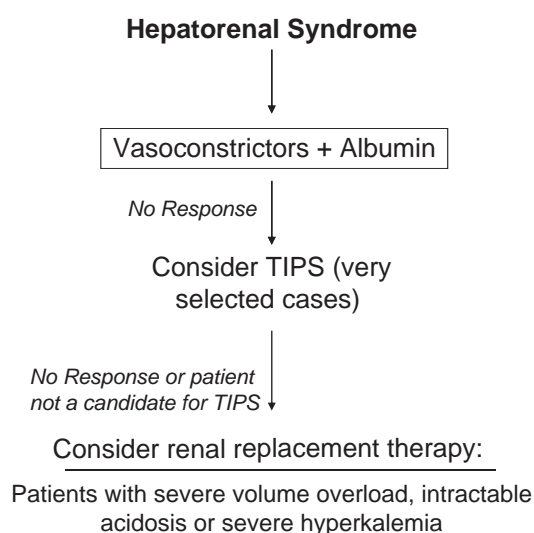 Hepatorenal Syndrome
Vasoconstrictors + Albumin
No Response
Consider TIPS (very
selected cases)
No Response or patient
not a candidate for TIPS
Consider renal replacement therapy:
Patients with severe volume overload, intractable
acidosis or severe hyperkalemia